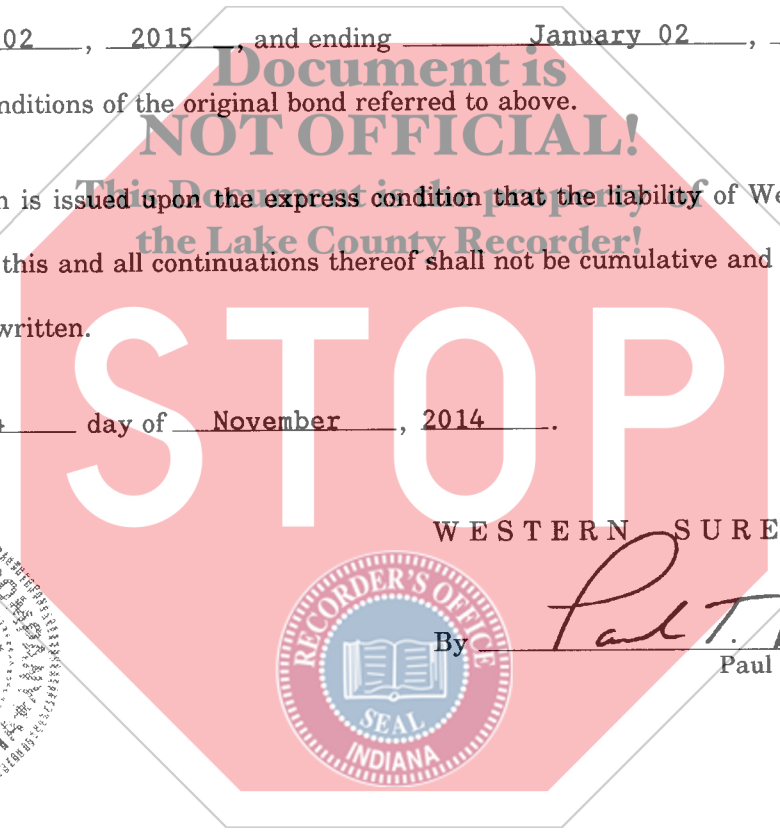 02 , 2015 , and ending January 02 ,
Document is
nditions of the original bond referred to above.
NOT OFFICIAL!
n is issued upon the express condition that the liability of We
This Document is the property of
the Lake County Recorder!
this and all continuations thereof shall not be cumulative and
written.
STOP
day of November , 2014 .
WESTERN SURE
RECORDER'S OFFICE
SEAL
INDIANA
By Paul T.
Paul